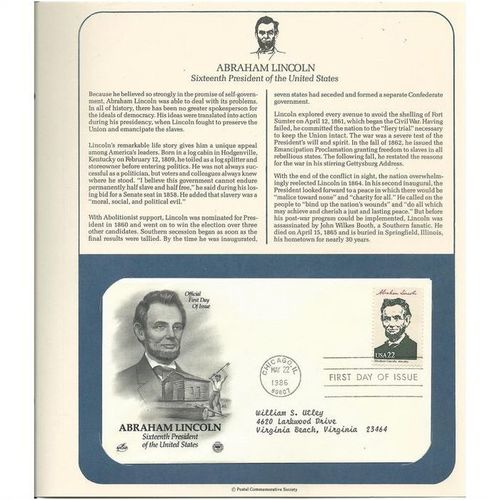 ABRAHAM LINCOLN
Sixteenth President of the United States
Because he believed so strongly in the promise of self-govern-
ment, Abraham Lincoln was able to deal with its problems.
In all of history, there has been no greater spokesperson for
the ideals of democracy. His ideas were translated into action
during his presidency, when Lincoln fought to preserve the
Union and emancipate the slaves.
Lincoln's remarkable life story gives him a unique appeal
among America's leaders. Born in a log cabin in Hodgenville,
Kentucky on February 12, 1809, he toiled as a log splitter and
storeowner before entering politics. He was not always suc-
cessful as a politician, but voters and colleagues always knew
where he stood. "I believe this government cannot endure
permanently half slave and half free," he said during his los-
ing bid for a Senate seat in 1858. He added that slavery was a
"moral, social, and political evil."
With Abolitionist support, Lincoln was nominated for Pres-
ident in 1860 and went on to win the election over three
other candidates. Southern secession began as soon as the
final results were tallied. By the time he was inaugurated,
seven states had seceded and formed a separate Confederate
government.
Lincoln explored every avenue to avoid the shelling of Fort
Sumter on April 12, 1861, which began the Civil War. Having
failed, he committed the nation to the "fiery trial" necessary
to keep the Union intact. The war was a severe test of the
President's will and spirit. In the fall of 1862, he issued the
Emancipation Proclamation granting freedom to slaves in all
rebellious states. The following fall, he restated the reasons
for the war in his stirring Gettysburg Address.
With the end of conflict in sight, the nation overwhelm-
ingly reelected Lincoln in 1864. In his second inaugural, the
President looked forward to a peace in which there would be
"malice toward none" and "charity for all." He called on the
people to "bind up the nation's wounds" and "do all which
may achieve and cherish a just and lasting peace." But before
his post-war program could be implemented, Lincoln was
assassinated by John Wilkes Booth, a Southern fanatic. He
died on April 15, 1865 and is buried in Springfield, Illinois,
his hometown for nearly 30 years.
Official
First Day
Of Issue
Abraham Lincoln
USA 22
CHICAGO, IL
MAY 22
1986
60607
FIRST DAY OF ISSUE
ABRAHAM LINCOLN
Sixteenth President
of the United States
William S. Utley
4620 Larkwood Drive
Virginia Beach, Virginia 23464
© Postal Commemorative Society